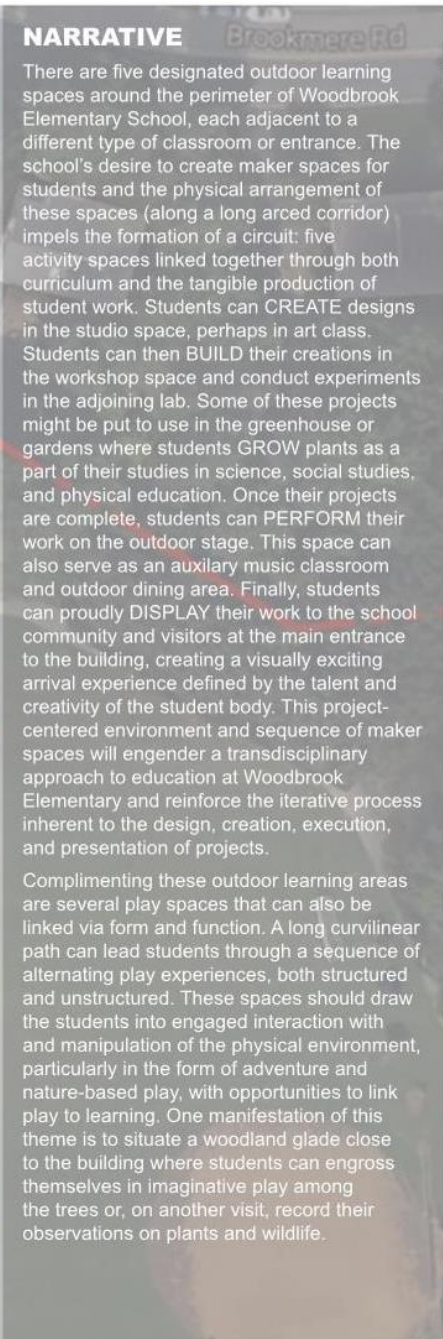 NARRATIVE
Brookmere Rd
There are five designated outdoor learning
spaces around the perimeter of Woodbrook
Elementary School, each adjacent to a
different type of classroom or entrance. The
school's desire to create maker spaces for
students and the physical arrangement of
these spaces (along a long arced corridor)
impels the formation of a circuit: five
activity spaces linked together through both
curriculum and the tangible production of
student work. Students can CREATE designs
in the studio space, perhaps in art class.
Students can then BUILD their creations in
the workshop space and conduct experiments
in the adjoining lab. Some of these projects
might be put to use in the greenhouse or
gardens where students GROW plants as a
part of their studies in science, social studies,
and physical education. Once their projects
are complete, students can PERFORM their
work on the outdoor stage. This space can
also serve as an auxilary music classroom
and outdoor dining area. Finally, students
can proudly DISPLAY their work to the school
community and visitors at the main entrance
to the building, creating a visually exciting
arrival experience defined by the talent and
creativity of the student body. This project-
centered environment and sequence of maker
spaces will engender a transdisciplinary
approach to education at Woodbrook
Elementary and reinforce the iterative process
inherent to the design, creation, execution,
and presentation of projects.
Complimenting these outdoor learning areas
are several play spaces that can also be
linked via form and function. A long curvilinear
path can lead students through a sequence of
alternating play experiences, both structured
and unstructured. These spaces should draw
the students into engaged interaction with
and manipulation of the physical environment,
particularly in the form of adventure and
nature-based play, with opportunities to link
play to learning. One manifestation of this
theme is to situate a woodland glade close
to the building where students can engross
themselves in imaginative play among
the trees or, on another visit, record their
observations on plants and wildlife.